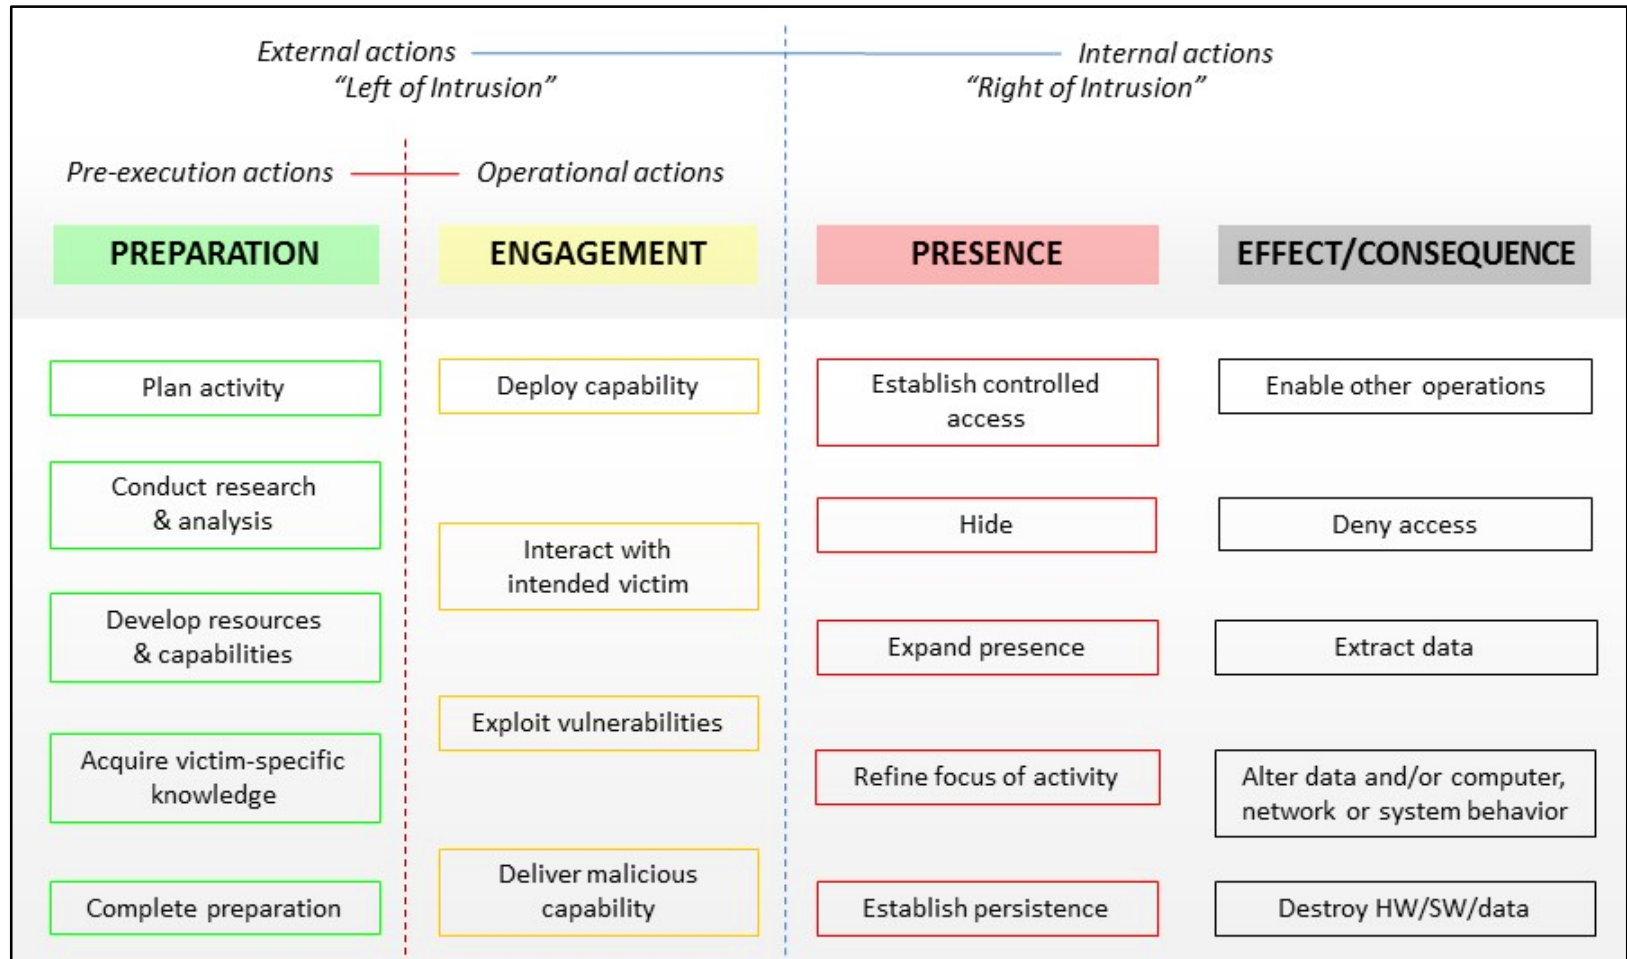 External actions
Internal actions
“Left of Intrusion”
“Right of Intrusion”
Pre-execution actions
Operational actions
PREPARATION
ENGAGEMENT
PRESENCE
EFFECT/CONSEQUENCE
Plan activity
Conduct research
& analysis
Develop resources
& capabilities
Acquire victim-specific
knowledge
Complete preparation
Deploy capability
Interact with
intended victim
Exploit vulnerabilities
Deliver malicious
capability
Establish controlled
access
Hide
Expand presence
Refine focus of activity
Establish persistence
Enable other operations
Deny access
Extract data
Alter data and/or computer,
network or system behavior
Destroy HW/SW/data